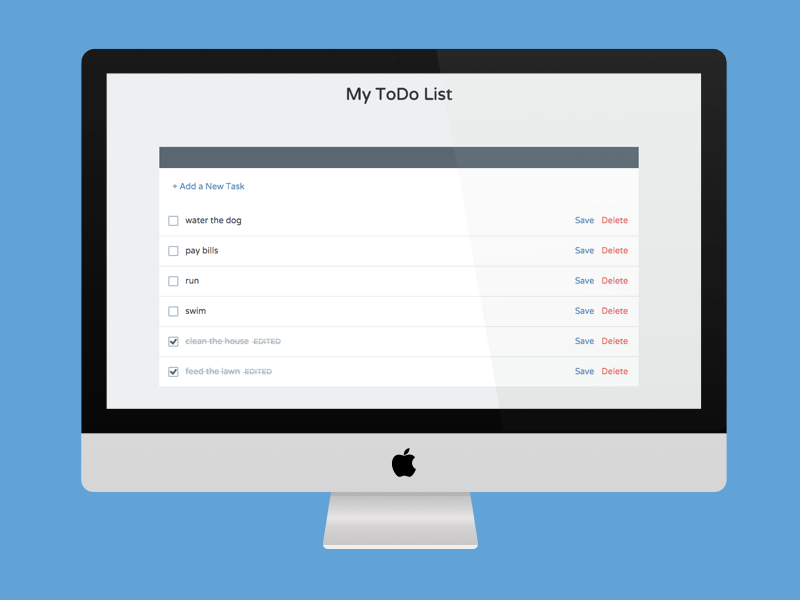 My ToDo List
+ Add a New Task
water the dog Save Delete
pay bills Save Delete
run Save Delete
swim Save Delete
clean the house EDITED Save Delete
feed the lawn EDITED Save Delete